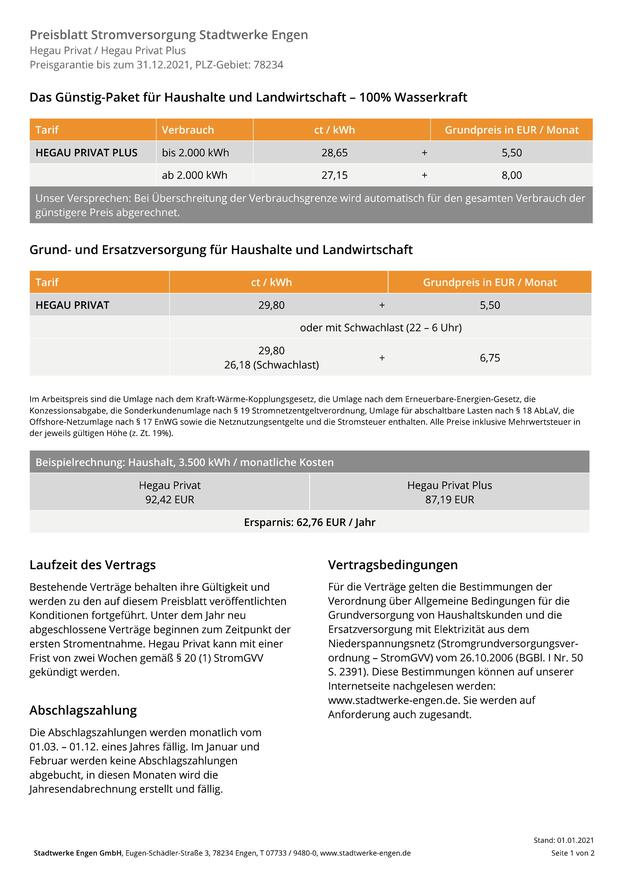 Preisblatt Stromversorgung Stadtwerke Engen
Hegau Privat / Hegau Privat Plus
Preisgarantie bis zum 31.12.2021, PLZ-Gebiet: 78234
Das Günstig-Paket für Haushalte und Landwirtschaft – 100% Wasserkraft
Tarif Verbrauch ct / kWh Grundpreis in EUR / Monat
HEGAU PRIVAT PLUS bis 2.000 kWh 28,65 + 5,50
ab 2.000 kWh 27,15 + 8,00
Unser Versprechen: Bei Überschreitung der Verbrauchsgrenze wird automatisch für den gesamten Verbrauch der
günstigere Preis abgerechnet.
Grund- und Ersatzversorgung für Haushalte und Landwirtschaft
Tarif ct / kWh Grundpreis in EUR / Monat
HEGAU PRIVAT 29,80 + 5,50
oder mit Schwachlast (22 – 6 Uhr)
29,80
26,18 (Schwachlast) + 6,75
Im Arbeitspreis sind die Umlage nach dem Kraft-Wärme-Kopplungsgesetz, die Umlage nach dem Erneuerbare-Energien-Gesetz, die
Konzessionsabgabe, die Sonderkundenumlage nach § 19 Stromnetzentgeltverordnung, Umlage für abschaltbare Lasten nach § 18 AbLaV, die
Offshore-Netzumlage nach § 17 EnWG sowie die Netznutzungsentgelte und die Stromsteuer enthalten. Alle Preise inklusive Mehrwertsteuer in
der jeweils gültigen Höhe (z. Zt. 19%).
Beispielrechnung: Haushalt, 3.500 kWh / monatliche Kosten
Hegau Privat Hegau Privat Plus
92,42 EUR 87,19 EUR
Ersparnis: 62,76 EUR / Jahr
Laufzeit des Vertrags
Bestehende Verträge behalten ihre Gültigkeit und
werden zu den auf diesem Preisblatt veröffentlichten
Konditionen fortgeführt. Unter dem Jahr neu
abgeschlossene Verträge beginnen zum Zeitpunkt der
ersten Stromentnahme. Hegau Privat kann mit einer
Frist von zwei Wochen gemäß § 20 (1) StromGVV
gekündigt werden.
Abschlagszahlung
Die Abschlagszahlungen werden monatlich vom
01.03. – 01.12. eines Jahres fällig. Im Januar und
Februar werden keine Abschlagszahlungen
abgebucht, in diesen Monaten wird die
Jahresendabrechnung erstellt und fällig.
Vertragsbedingungen
Für die Verträge gelten die Bestimmungen der
Verordnung über Allgemeine Bedingungen für die
Grundversorgung von Haushaltskunden und die
Ersatzversorgung mit Elektrizität aus dem
Niederspannungsnetz (Stromgrundversorgungsver-
ordnung – StromGVV) vom 26.10.2006 (BGBl. I Nr. 50
S. 2391). Diese Bestimmungen können auf unserer
Internetseite nachgelesen werden:
www.stadtwerke-engen.de. Sie werden auf
Anforderung auch zugesandt.
Stand: 01.01.2021
Stadtwerke Engen GmbH, Eugen-Schädler-Straße 3, 78234 Engen, T 07733 / 9480-0, www.stadtwerke-engen.de Seite 1 von 2